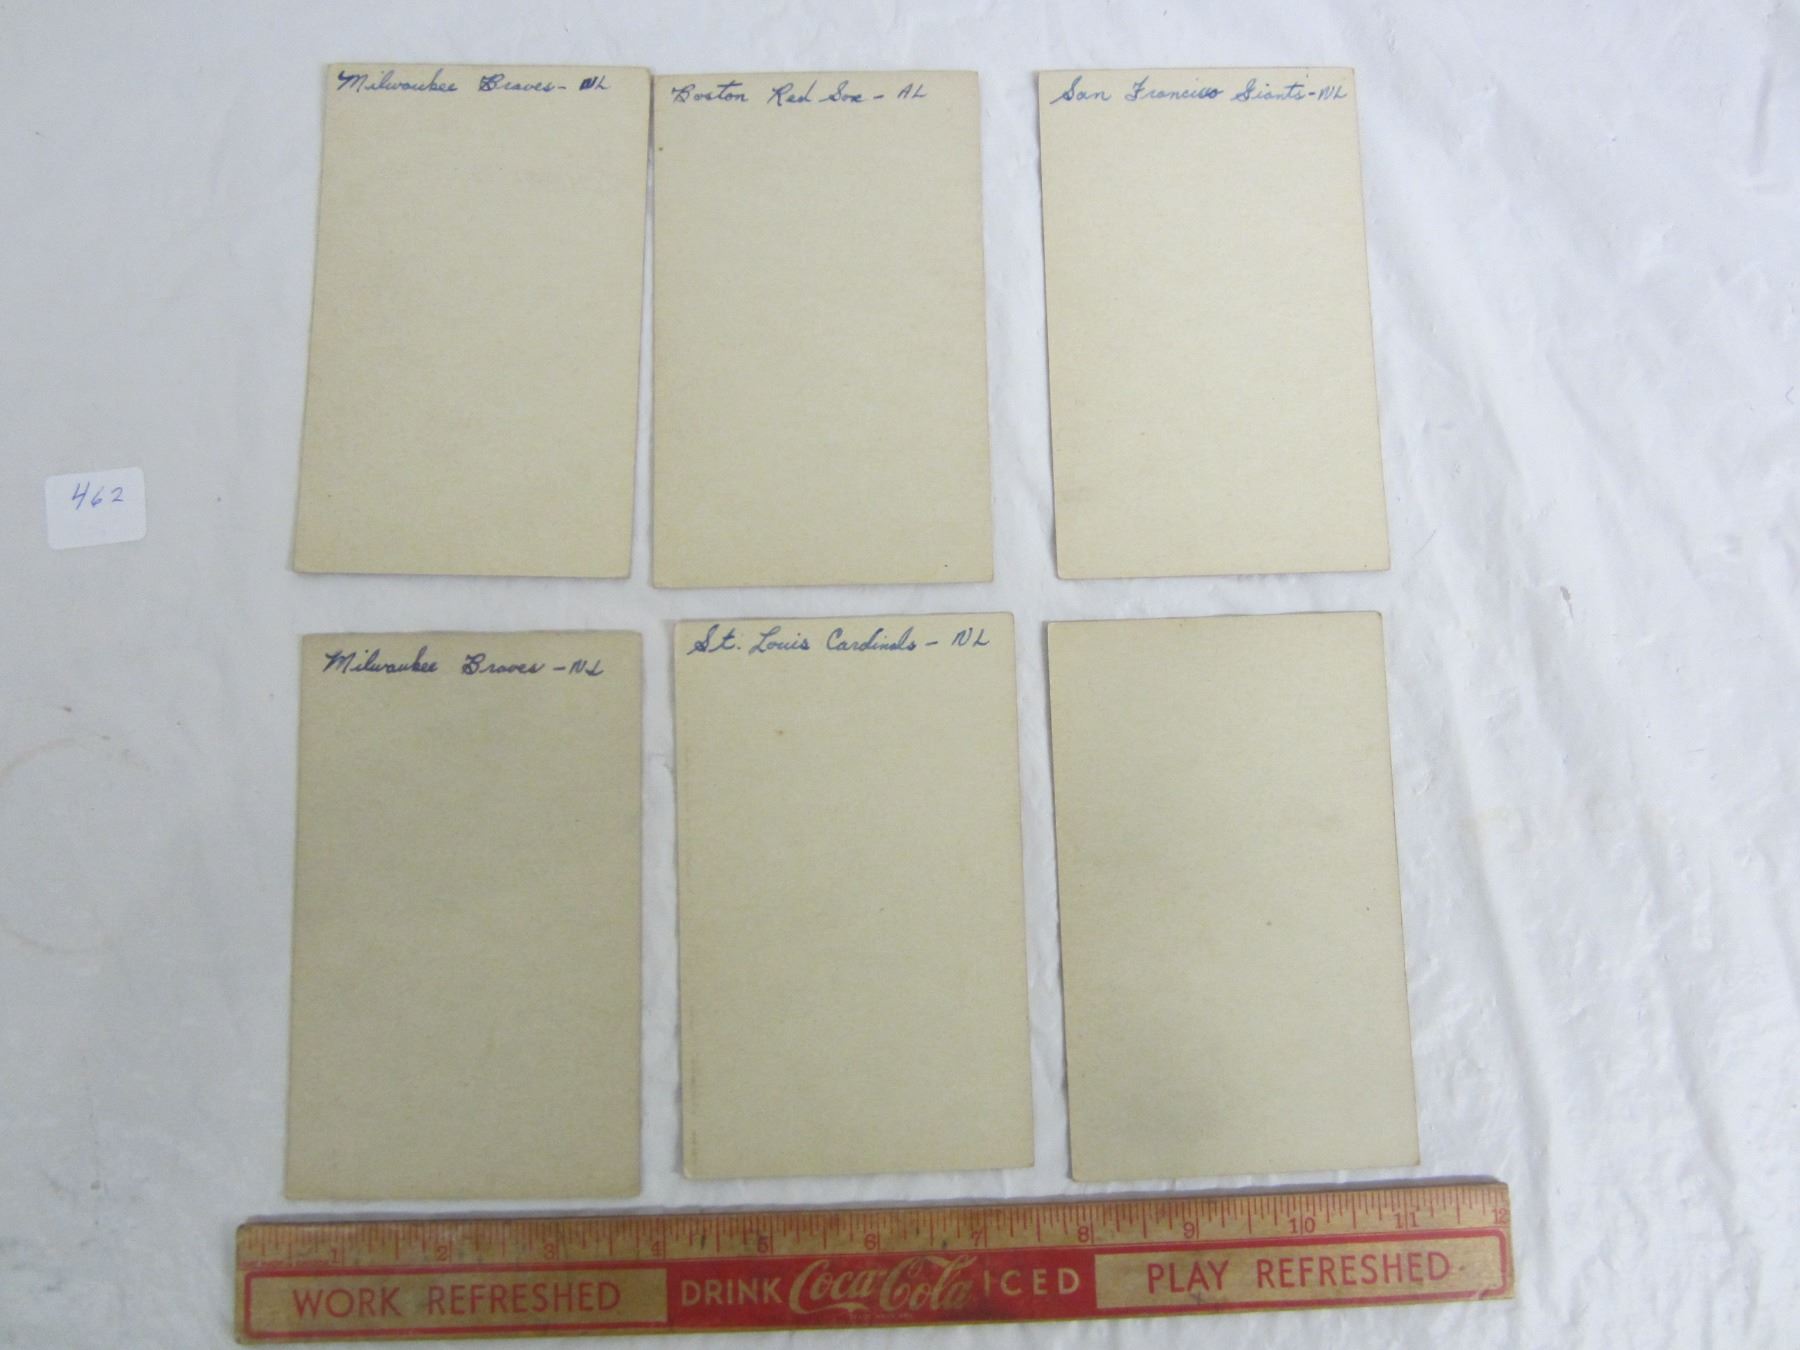 Milwaukee Braves - NL
Boston Red Sox - AL
San Francisco Giants - NL
462
Milwaukee Braves - NL
St. Louis Cardinals - NL
1 2 3 4 5 6 7 8 9 10 11 12
WORK REFRESHED DRINK Coca-Cola ICED PLAY REFRESHED